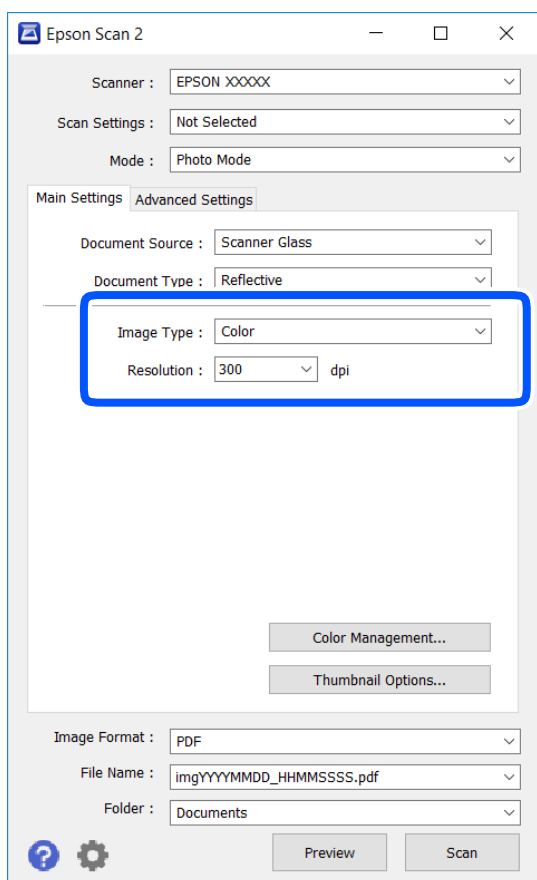 Epson Scan 2
Scanner : EPSON XXXXX
Scan Settings : Not Selected
Mode : Photo Mode
Main Settings Advanced Settings
Document Source : Scanner Glass
Document Type : Reflective
Image Type : Color
Resolution : 300 dpi
Color Management...
Thumbnail Options...
Image Format : PDF
File Name : imgYYYYMMDD_HHMMSSSS.pdf
Folder : Documents
? Preview Scan